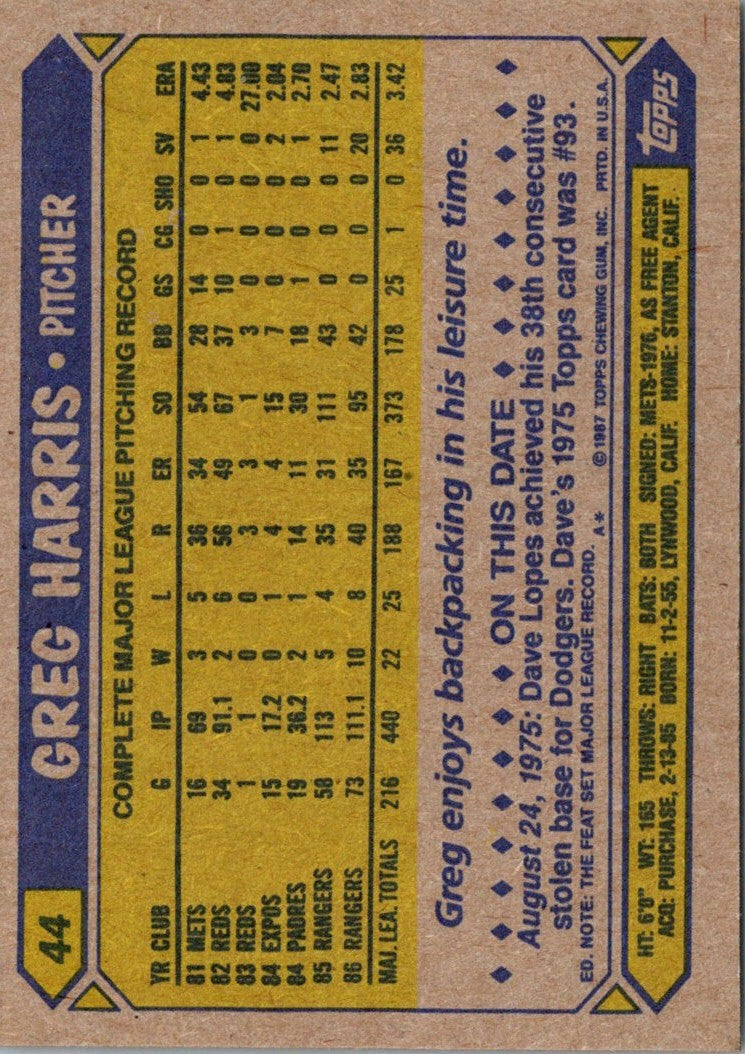 44
GREG HARRIS • PITCHER
COMPLETE MAJOR LEAGUE PITCHING RECORD
YR CLUB G IP W L R ER SO BB GS CG SHO SV ERA
81 METS 16 69 3 5 36 34 54 28 14 0 0 1 4.43
82 REDS 34 91.1 2 6 56 49 67 37 10 1 0 1 4.83
83 REDS 1 1 0 0 3 3 1 3 0 0 0 0 27.00
84 EXPOS 15 17.2 0 1 4 4 15 7 0 0 0 2 2.04
84 PADRES 19 36.2 2 1 14 11 30 18 1 0 0 1 2.70
85 RANGERS 58 113 5 4 35 31 111 43 0 0 0 11 2.47
86 RANGERS 73 111.1 10 8 40 35 95 42 0 0 0 20 2.83
MAJ. LEA. TOTALS 216 440 22 25 188 167 373 178 25 1 0 36 3.42
Greg enjoys backpacking in his leisure time.
ON THIS DATE
August 24, 1975: Dave Lopes achieved his 38th consecutive
stolen base for Dodgers. Dave's 1975 Topps card was #93.
ED. NOTE: THE FEAT SET MAJOR LEAGUE RECORD. A* ©1987 TOPPS CHEWING GUM, INC. PRTD. IN U.S.A.
HT: 6'0" WT: 165 THROWS: RIGHT BATS: BOTH SIGNED: METS-1976, AS FREE AGENT
ACQ: PURCHASE, 2-13-85 BORN: 11-2-55, LYNWOOD, CALIF. HOME: STANTON, CALIF.
topps